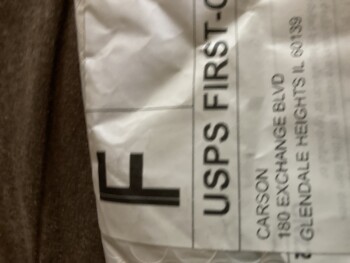 F
USPS FIRST-C
CARSON
180 EXCHANGE BLVD
GLENDALE HEIGHTS IL 60139